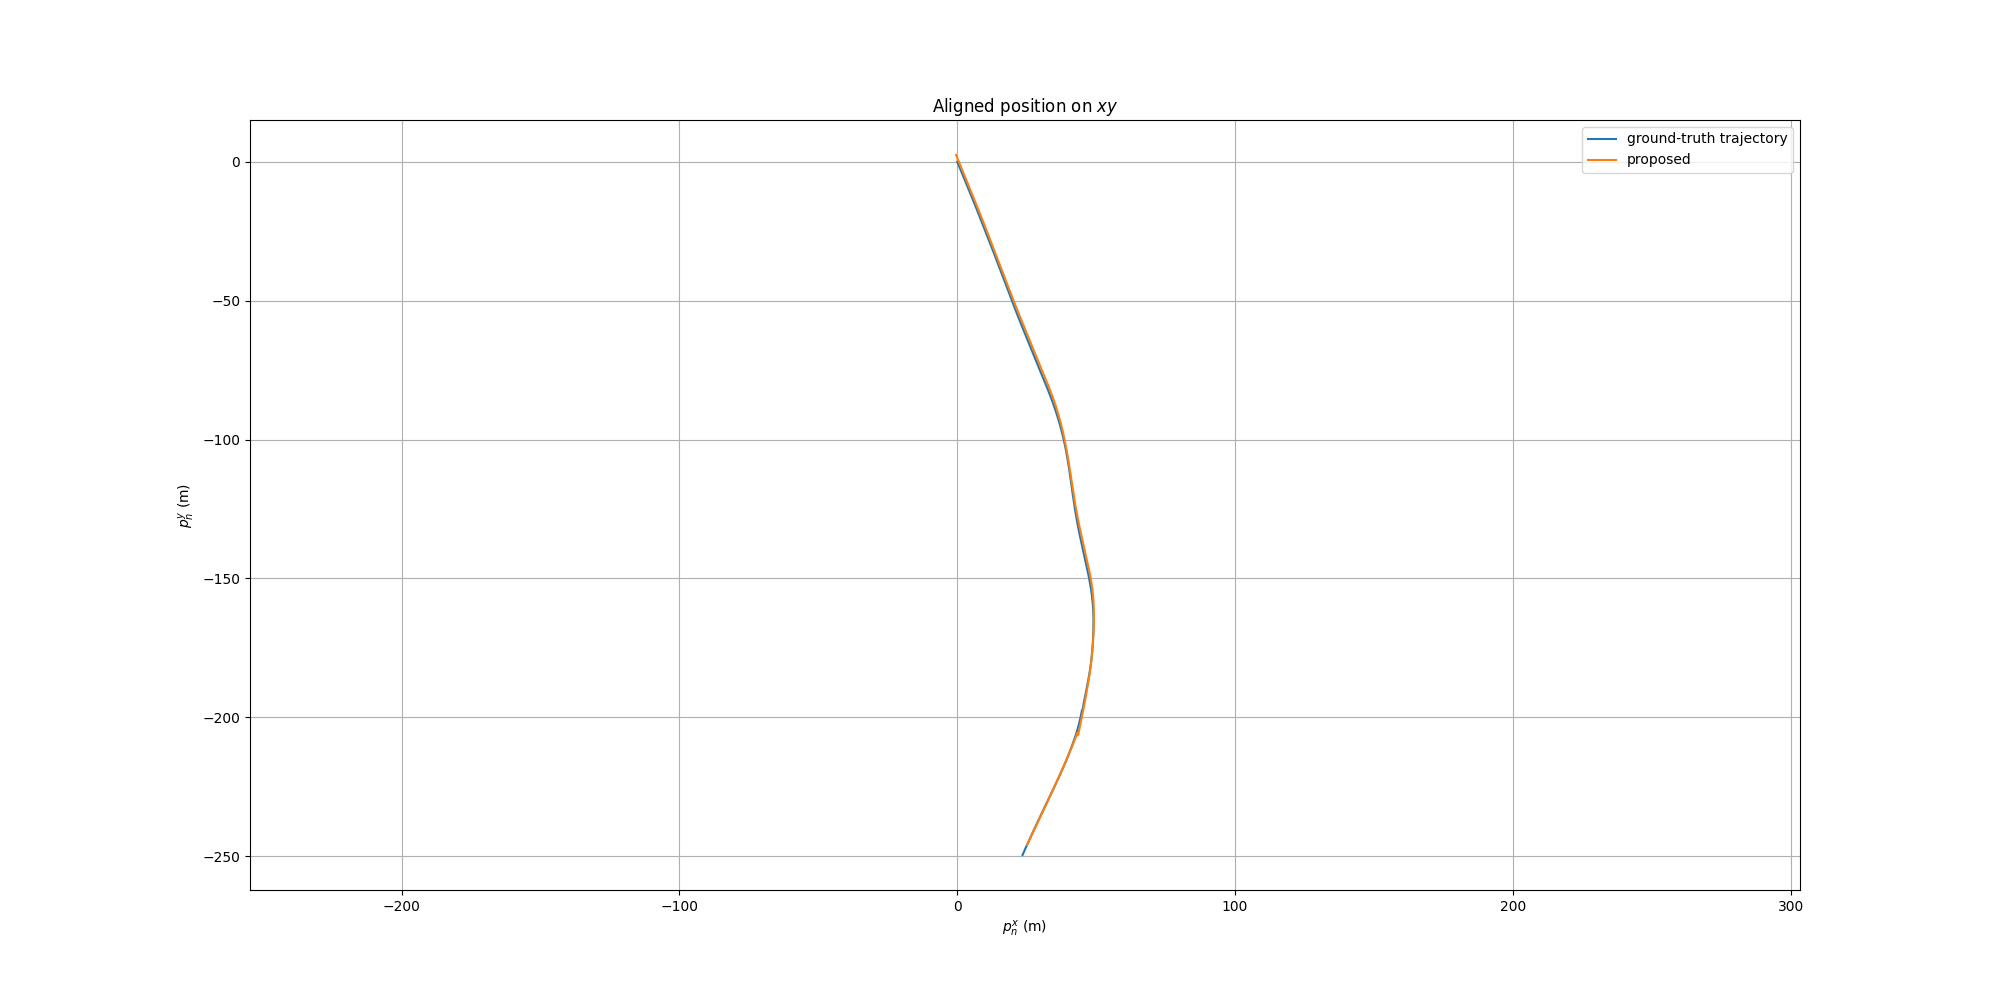 Aligned position on xy
ground-truth trajectory
proposed
0
−50
−100
−150
−200
−250
p_n^y (m)
−200
−100
0
100
200
300
p_n^x (m)